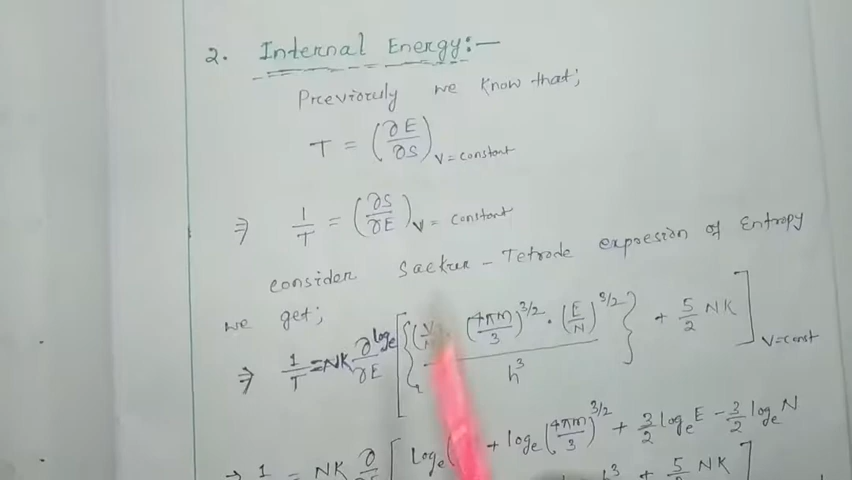 2. Internal Energy:-
Previously we know that;
T = (∂E/∂S)V=constant
⇒ 1/T = (∂S/∂E)V= constant
consider Sackur - Tetrode expresion of Entropy
we get;
⇒ 1/T = NK ∂/∂E loge [{(V/ (4πm/3)^3/2 · (E/N)^3/2 / h^3} + 5/2 NK]V=const
⇒ 1 = NK ∂ [loge( + loge (4πm/3)^3/2 + 3/2 loge E - 3/2 loge N
h^3 + 5/2 NK]